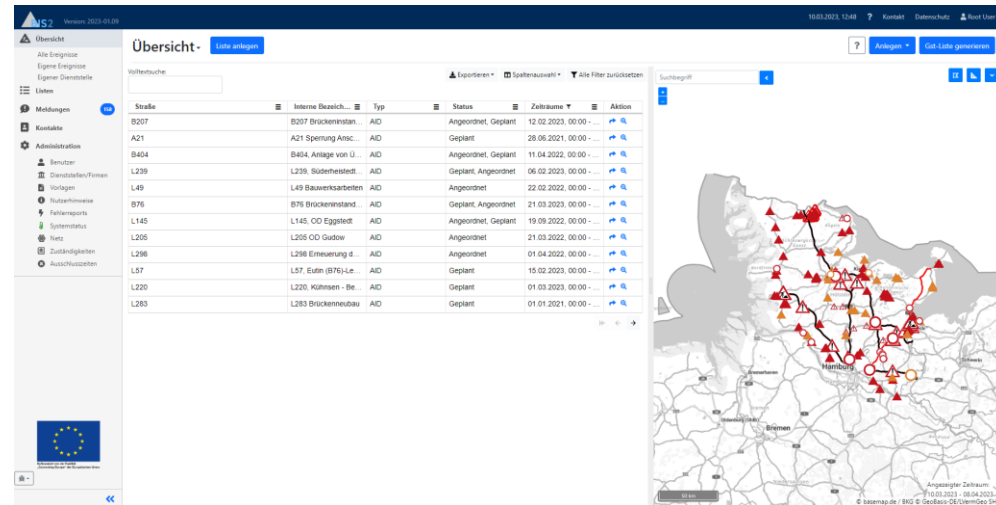 NS2 Version: 2023-01.09
10.03.2023, 12:48 ? Kontakt Datenschutz Root User
Übersicht
Alle Ereignisse
Eigene Ereignisse
Eigener Dienststelle
Listen
Meldungen 158
Kontakte
Administration
Benutzer
Dienststellen/Firmen
Vorlagen
Nutzerhinweise
Fehlerreports
Systemstatus
Netz
Zuständigkeiten
Ausschlusszeiten
Übersicht Liste anlegen
? Anlegen Gst-Liste generieren
Volltextsuche:
Exportieren Spaltenauswahl Alle Filter zurücksetzen
Straße Interne Bezeich... Typ Status Zeiträume Aktion
B207 B207 Brückeninstan... AID Angeordnet, Geplant 12.02.2023, 00:00 - ...
A21 A21 Sperrung Ansc... AID Geplant 28.06.2021, 00:00 - ...
B404 B404, Anlage von Ü... AID Angeordnet, Geplant 11.04.2022, 00:00 - ...
L239 L239, Süderheistedt... AID Geplant, Angeordnet 06.02.2023, 00:00 - ...
L49 L49 Bauwerksarbeiten AID Angeordnet 22.02.2022, 00:00 - ...
B76 B76 Brückeninstand... AID Geplant, Angeordnet 21.03.2023, 00:00 - ...
L145 L145, OD Eggstedt AID Angeordnet, Geplant 19.09.2022, 00:00 - ...
L205 L205 OD Gudow AID Angeordnet 21.03.2022, 00:00 - ...
L298 L298 Erneuerung d... AID Angeordnet 01.04.2022, 00:00 - ...
L57 L57, Eutin (B76)-Le... AID Geplant 15.02.2023, 00:00 - ...
L220 L220, Kühnsen - Be... AID Geplant 01.03.2023, 00:00 - ...
L283 L283 Brückenneubau AID Geplant 01.01.2021, 00:00 - ...
Suchbegriff
+
-
Hamburg
Schwerin
Bremerhaven
Oldenburg (Oldb)
Bremen
60 km
Angezeigter Zeitraum:
10.03.2023 - 08.04.2023
© basemap.de / BKG © GeoBasis-DE/LVermGeo SH